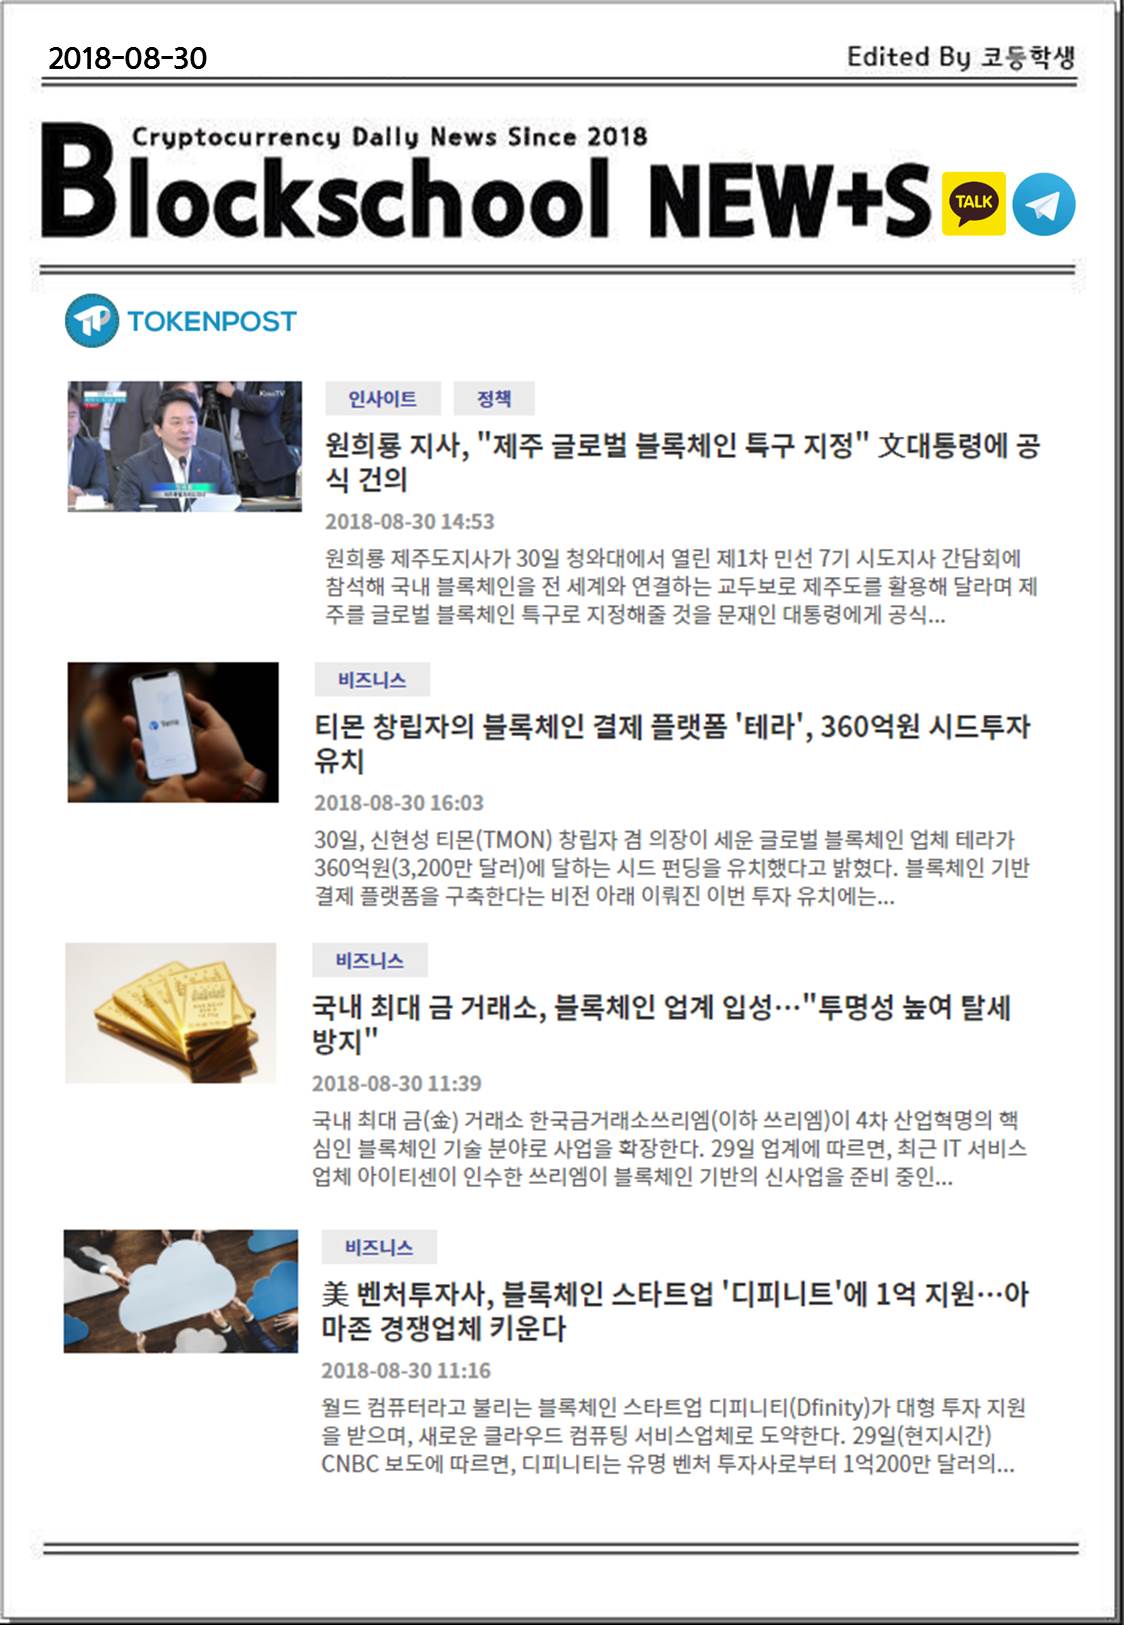 2018-08-30
Edited By 코등학생
Cryptocurrency Daily News Since 2018
Blockschool NEW+S
TALK
TOKENPOST
인사이트 정책
원희룡 지사, "제주 글로벌 블록체인 특구 지정" 文대통령에 공
식 건의
2018-08-30 14:53
원희룡 제주도지사가 30일 청와대에서 열린 제1차 민선 7기 시도지사 간담회에
참석해 국내 블록체인을 전 세계와 연결하는 교두보로 제주도를 활용해 달라며 제
주를 글로벌 블록체인 특구로 지정해줄 것을 문재인 대통령에게 공식...
비즈니스
티몬 창립자의 블록체인 결제 플랫폼 '테라', 360억원 시드투자
유치
2018-08-30 16:03
30일, 신현성 티몬(TMON) 창립자 겸 의장이 세운 글로벌 블록체인 업체 테라가
360억원(3,200만 달러)에 달하는 시드 펀딩을 유치했다고 밝혔다. 블록체인 기반
결제 플랫폼을 구축한다는 비전 아래 이뤄진 이번 투자 유치에는...
비즈니스
국내 최대 금 거래소, 블록체인 업계 입성…"투명성 높여 탈세
방지"
2018-08-30 11:39
국내 최대 금(金) 거래소 한국금거래소쓰리엠(이하 쓰리엠)이 4차 산업혁명의 핵
심인 블록체인 기술 분야로 사업을 확장한다. 29일 업계에 따르면, 최근 IT 서비스
업체 아이티센이 인수한 쓰리엠이 블록체인 기반의 신사업을 준비 중인...
비즈니스
美 벤처투자사, 블록체인 스타트업 '디피니트'에 1억 지원…아
마존 경쟁업체 키운다
2018-08-30 11:16
월드 컴퓨터라고 불리는 블록체인 스타트업 디피니티(Dfinity)가 대형 투자 지원
을 받으며, 새로운 클라우드 컴퓨팅 서비스업체로 도약한다. 29일(현지시간)
CNBC 보도에 따르면, 디피니티는 유명 벤처 투자사로부터 1억200만 달러의...